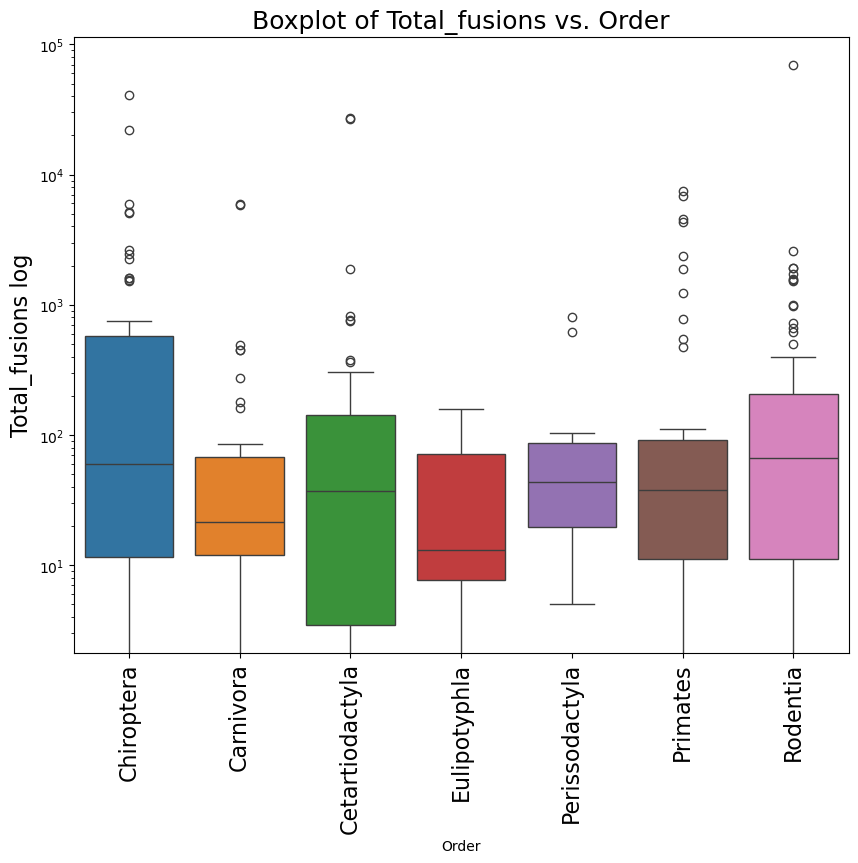 Boxplot of Total_fusions vs. Order
Total_fusions log
10^5
10^4
10^3
10^2
10^1
Chiroptera
Carnivora
Cetartiodactyla
Eulipotyphla
Perissodactyla
Primates
Rodentia
Order